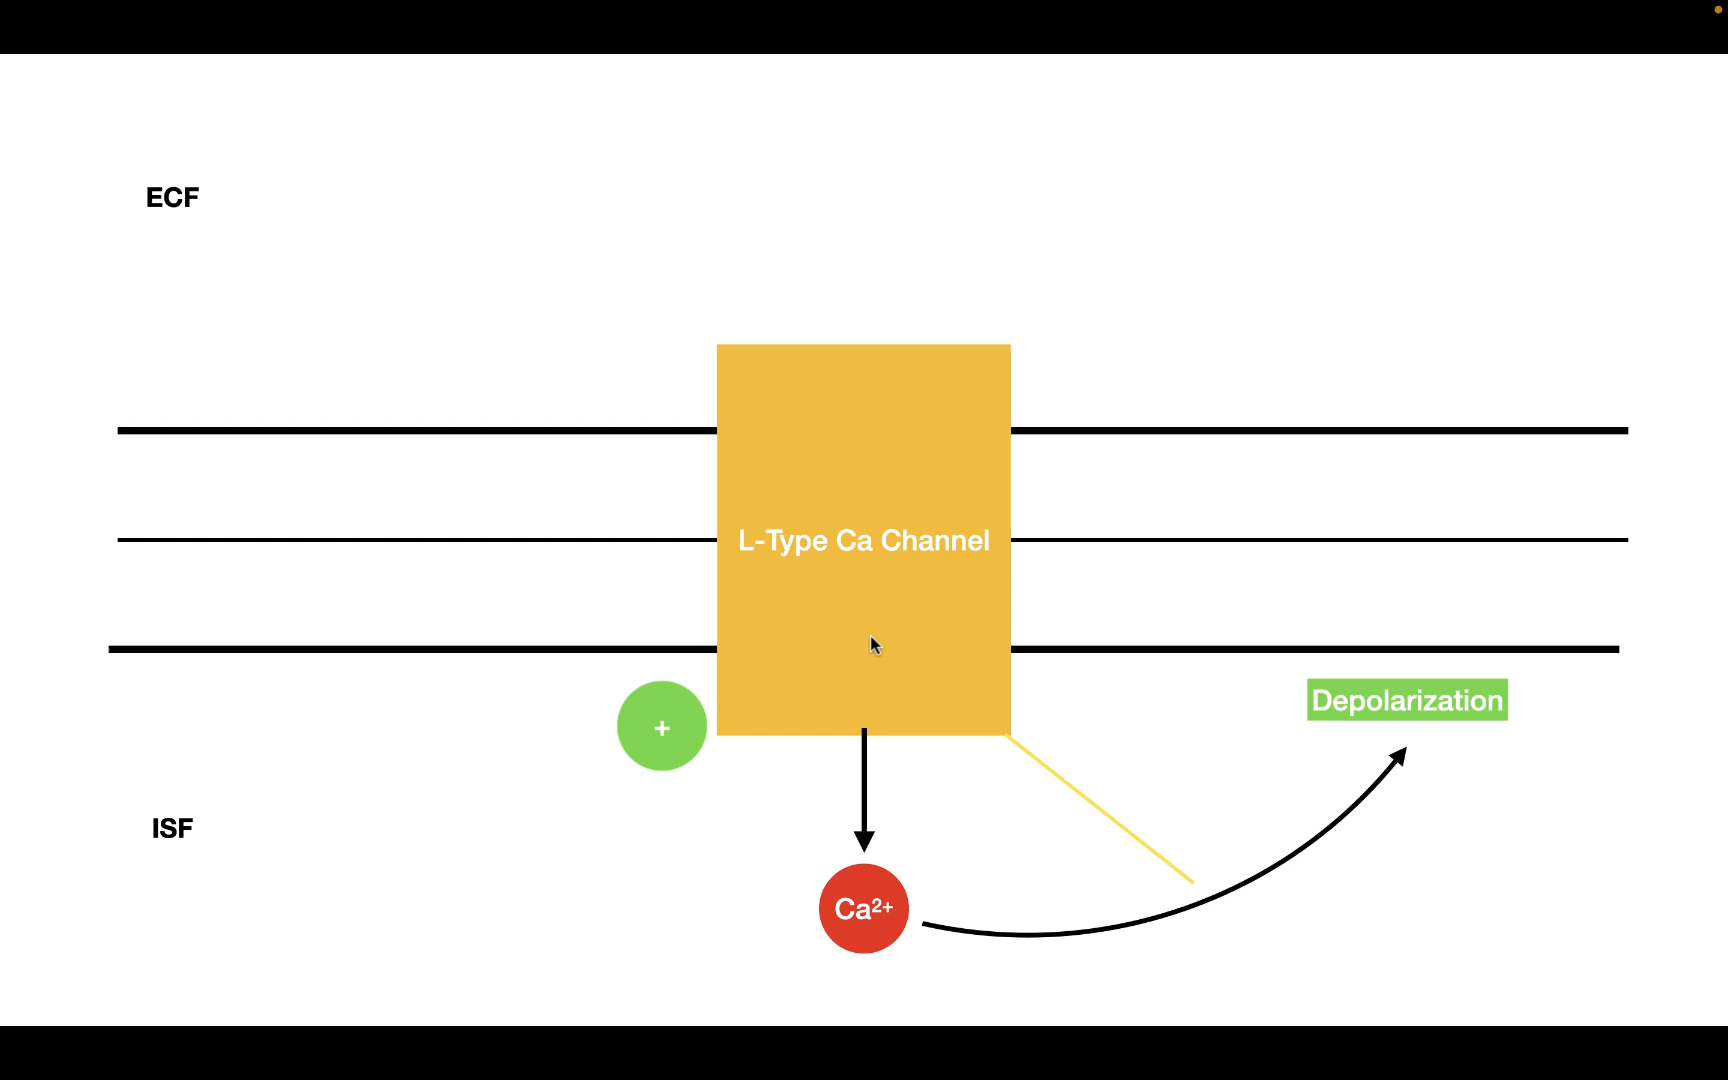 ECF
L-Type Ca Channel
Depolarization
+
ISF
Ca²⁺